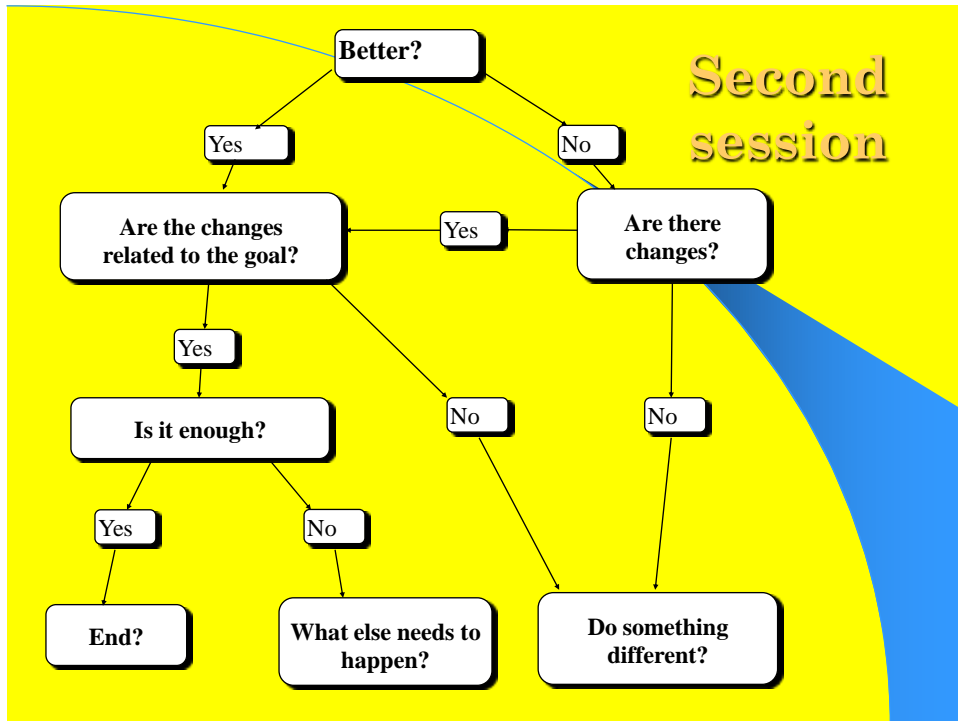 Better?
Second
session
Yes
No
Are the changes
related to the goal?
Yes
Are there
changes?
Yes
No
No
Is it enough?
Yes
No
End?
What else needs to
happen?
Do something
different?